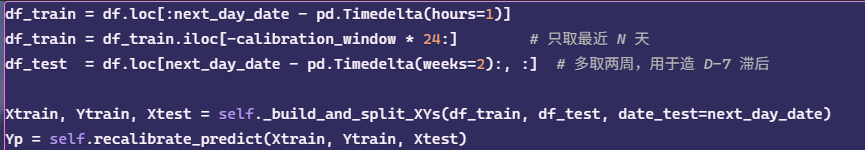 df_train = df.loc[:next_day_date - pd.Timedelta(hours=1)]
df_train = df_train.iloc[-calibration_window * 24:]        # 只取最近 N 天
df_test  = df.loc[next_day_date - pd.Timedelta(weeks=2):, :]  # 多取两周，用于造 D-7 滞后
Xtrain, Ytrain, Xtest = self._build_and_split_XYs(df_train, df_test, date_test=next_day_date)
Yp = self.recalibrate_predict(Xtrain, Ytrain, Xtest)